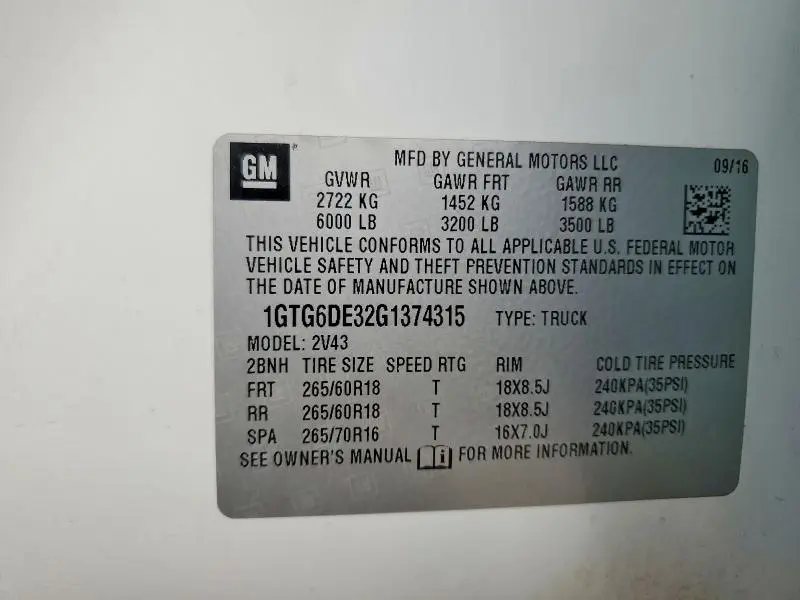 GM MFD BY GENERAL MOTORS LLC 09/16
GVWR GAWR FRT GAWR RR
2722 KG 1452 KG 1588 KG
6000 LB 3200 LB 3500 LB
THIS VEHICLE CONFORMS TO ALL APPLICABLE U.S. FEDERAL MOTOR
VEHICLE SAFETY AND THEFT PREVENTION STANDARDS IN EFFECT ON
THE DATE OF MANUFACTURE SHOWN ABOVE.
1GTG6DE32G1374315 TYPE: TRUCK
MODEL: 2V43
2BNH TIRE SIZE SPEED RTG RIM COLD TIRE PRESSURE
FRT 265/60R18 T 18X8.5J 240KPA(35PSI)
RR 265/60R18 T 18X8.5J 240KPA(35PSI)
SPA 265/70R16 T 16X7.0J 240KPA(35PSI)
SEE OWNER'S MANUAL i FOR MORE INFORMATION.